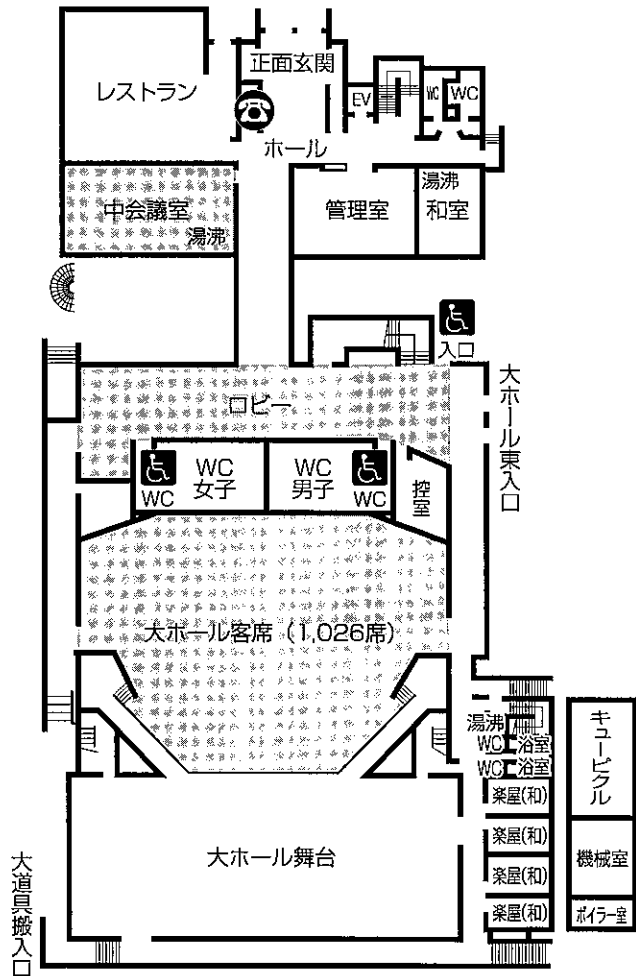 正面玄関
レストラン
EV
WC
WC
ホール
中会議室
湯沸
管理室
湯沸
和室
入口
ロビー
大ホール東入口
WC
WC
女子
WC
男子
WC
控室
大ホール客席(1,026席)
湯沸
WC
浴室
WC
浴室
楽屋(和)
楽屋(和)
楽屋(和)
楽屋(和)
キュービクル
機械室
ボイラー室
大ホール舞台
大道具搬入口